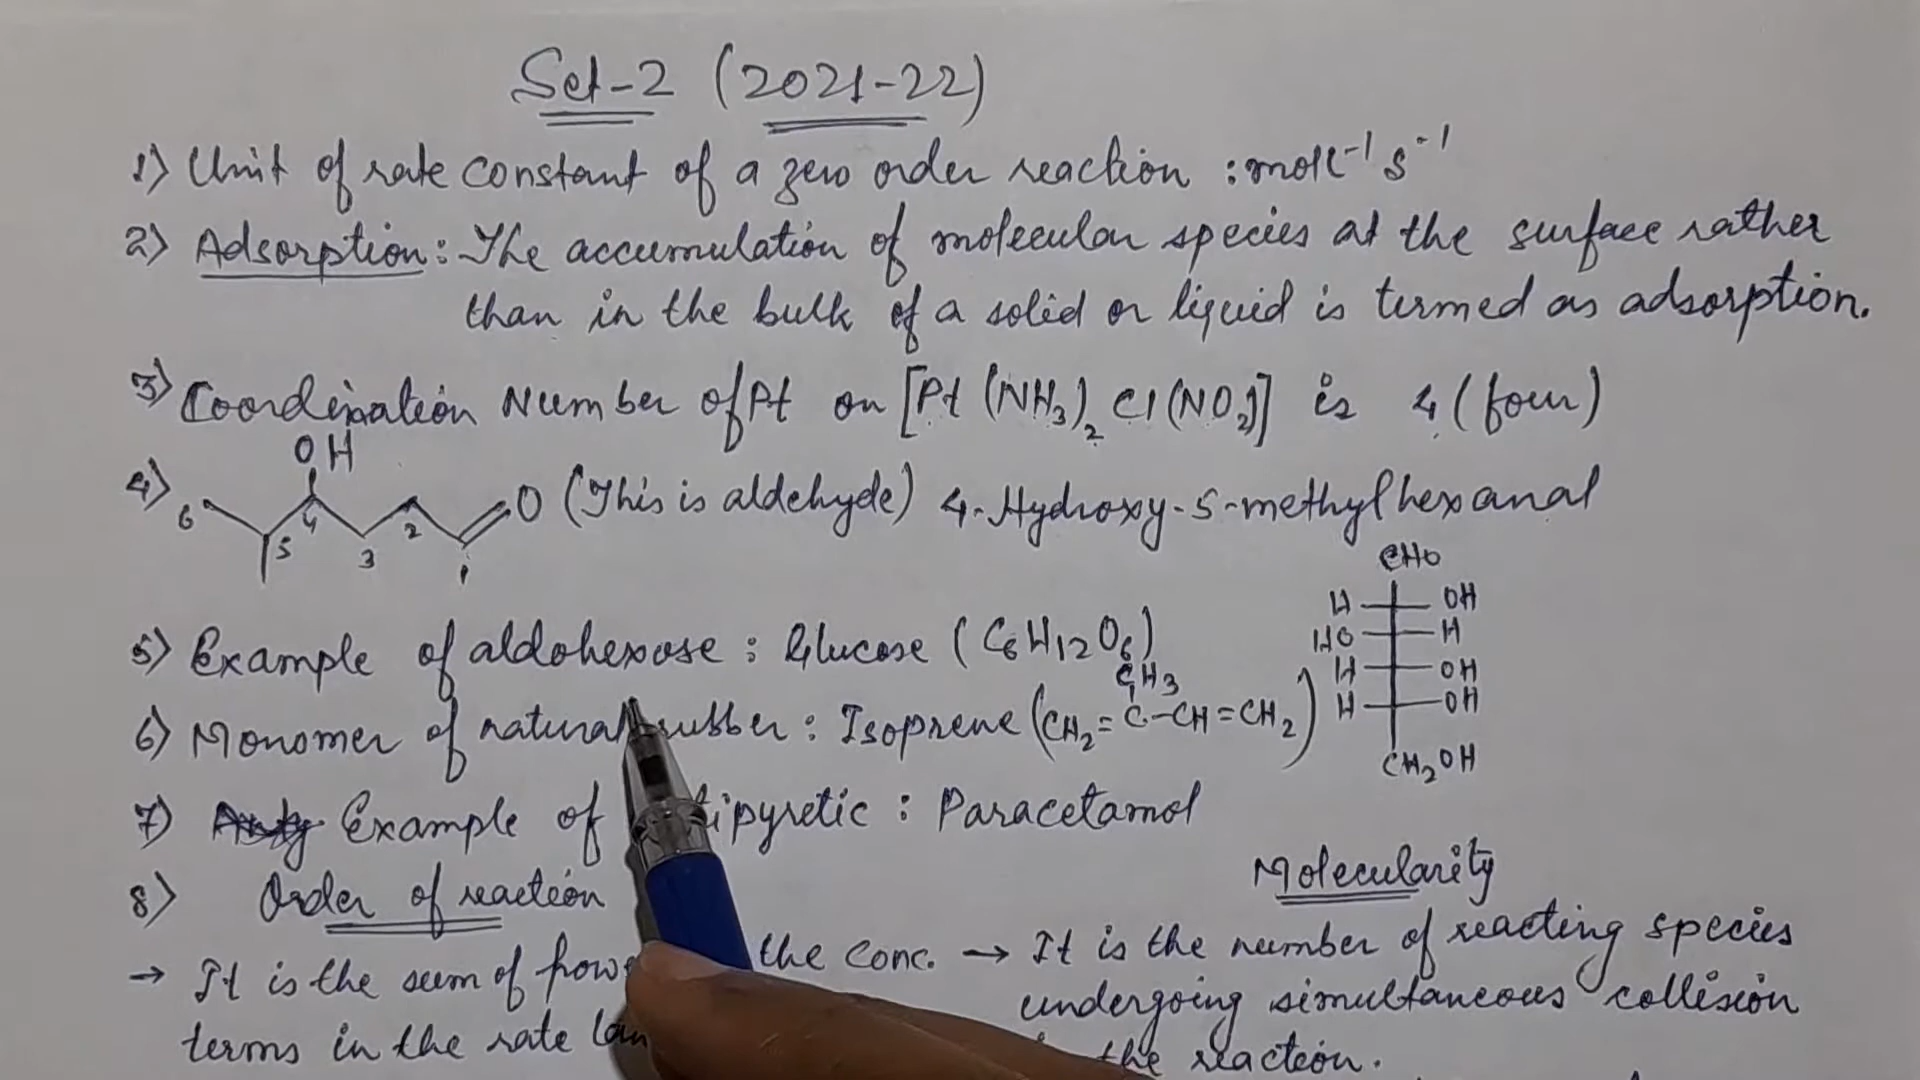 Set-2 (2021-22)
1) Unit of rate constant of a zero order reaction : mol L⁻¹ s⁻¹
2) Adsorption: The accumulation of molecular species at the surface rather
than in the bulk of a solid or liquid is termed as adsorption.
3) Coordination Number of Pt on [Pt (NH₃)₂ Cl(NO₂)] is 4 (four)
OH
4) 6 5 4 3 2 1 O (This is aldehyde) 4-Hydroxy-5-methylhexanal
CHO
H OH
5) Example of aldohexose : Glucose (C6H12O6)
HO H
CH3
H OH
6) Monomer of natural rubber : Isoprene (CH₂=C-CH=CH₂)
H OH
CH₂OH
7) Example of ipyretic : Paracetamol
8) Order of reaction
Molecularity
→ It is the sum of the conc.
terms in the rate
→ It is the number of reacting species
undergoing simultaneous collision
the reaction.